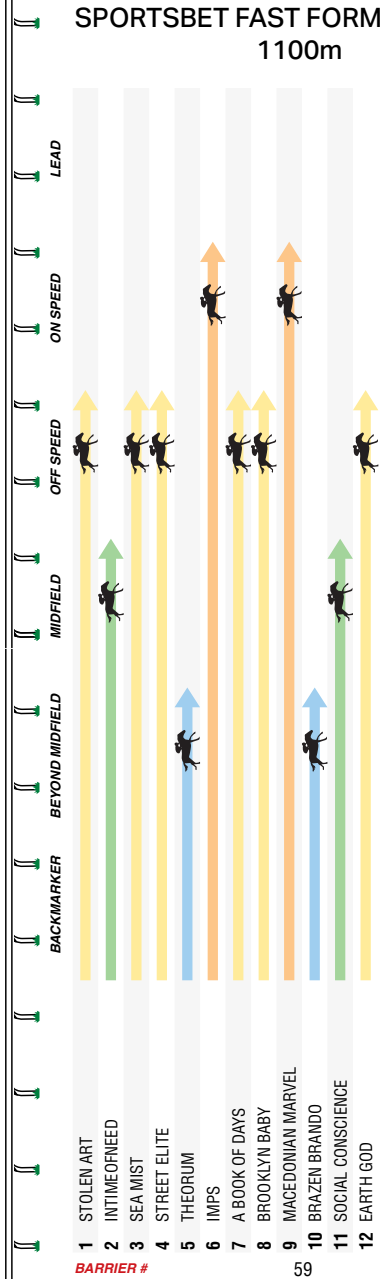 SPORTSBET FAST FORM
1100m
LEAD
ON SPEED
OFF SPEED
MIDFIELD
BEYOND MIDFIELD
BACKMARKER
1 STOLEN ART
2 INTIMEOFNEED
3 SEA MIST
4 STREET ELITE
5 THEORUM
6 IMPS
7 A BOOK OF DAYS
8 BROOKLYN BABY
9 MACEDONIAN MARVEL
10 BRAZEN BRANDO
11 SOCIAL CONSCIENCE
12 EARTH GOD
BARRIER #
59